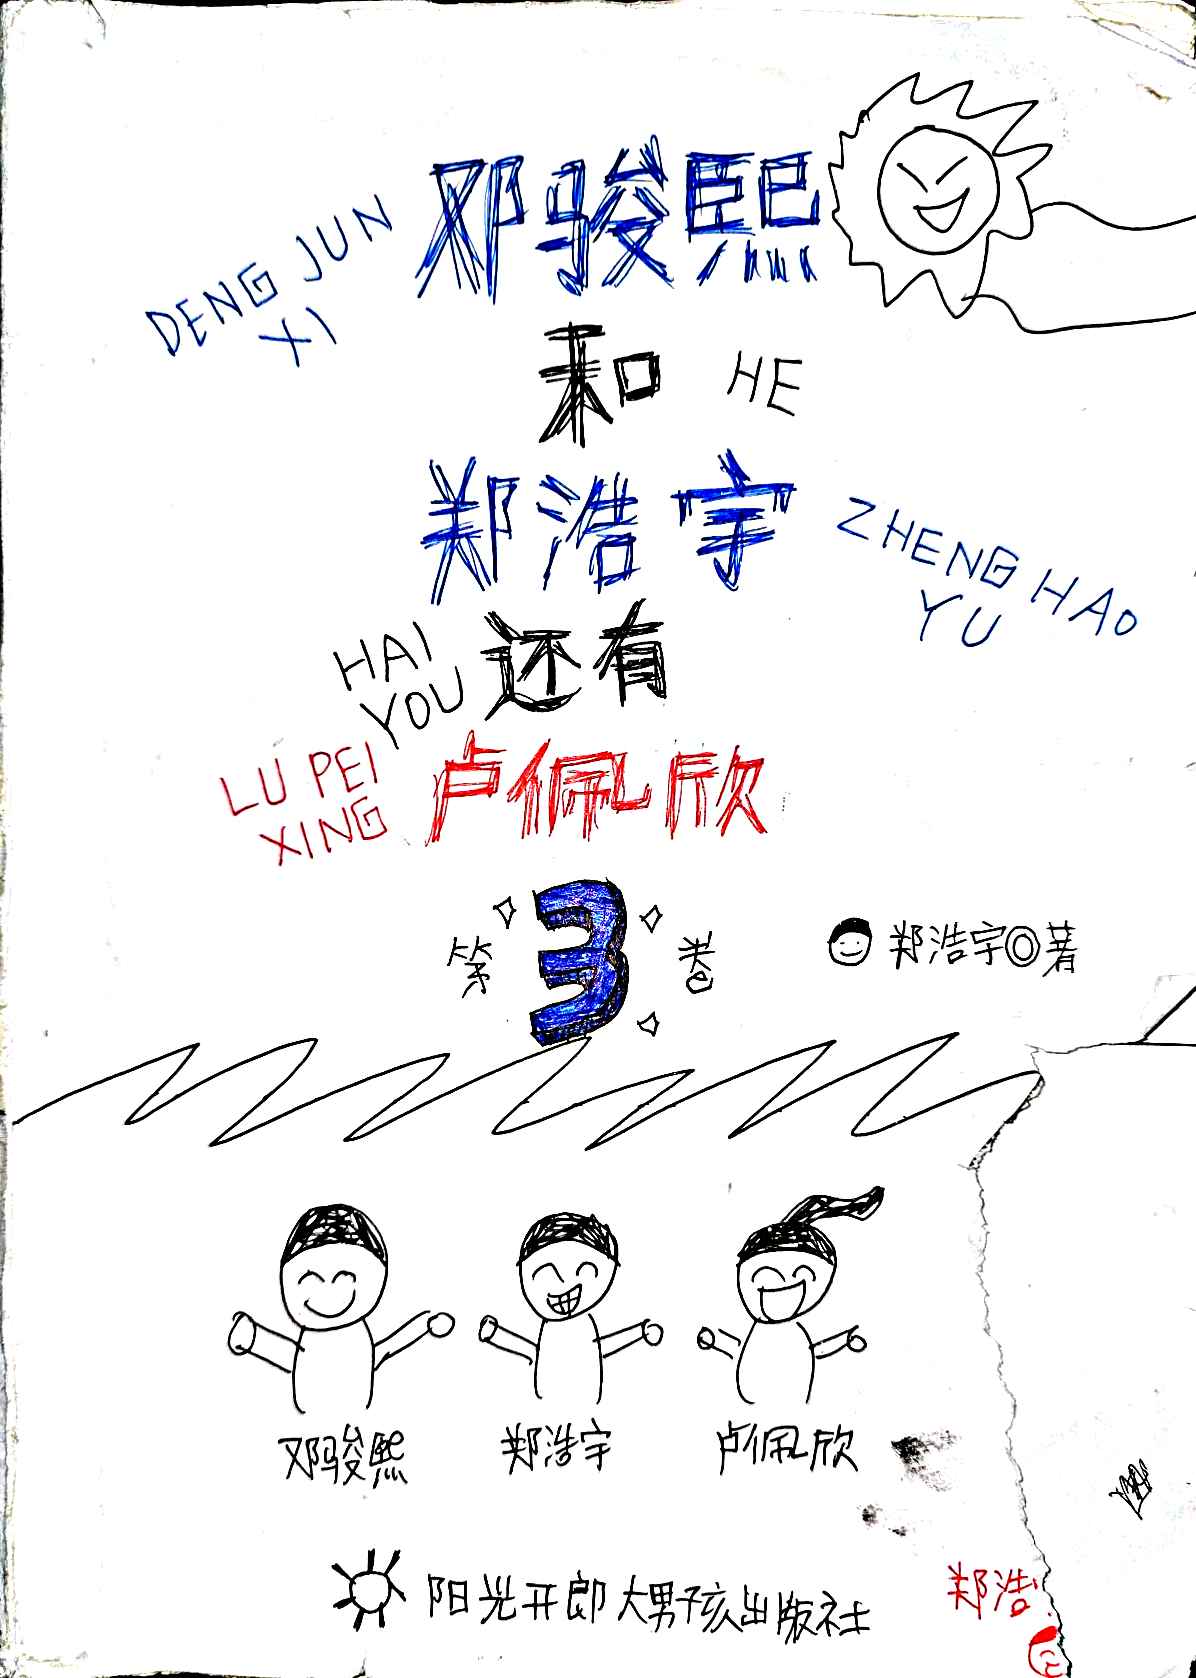 邓骏熙
DENG JUN
XI
和 HE
郑浩宇
ZHENG HAO
YU
HAI
YOU
还有
LU PEI
XING
卢佩欣
第3卷
郑浩宇◎著
邓骏熙 郑浩宇 卢佩欣
阳光开郎大男孩出版社
郑浩